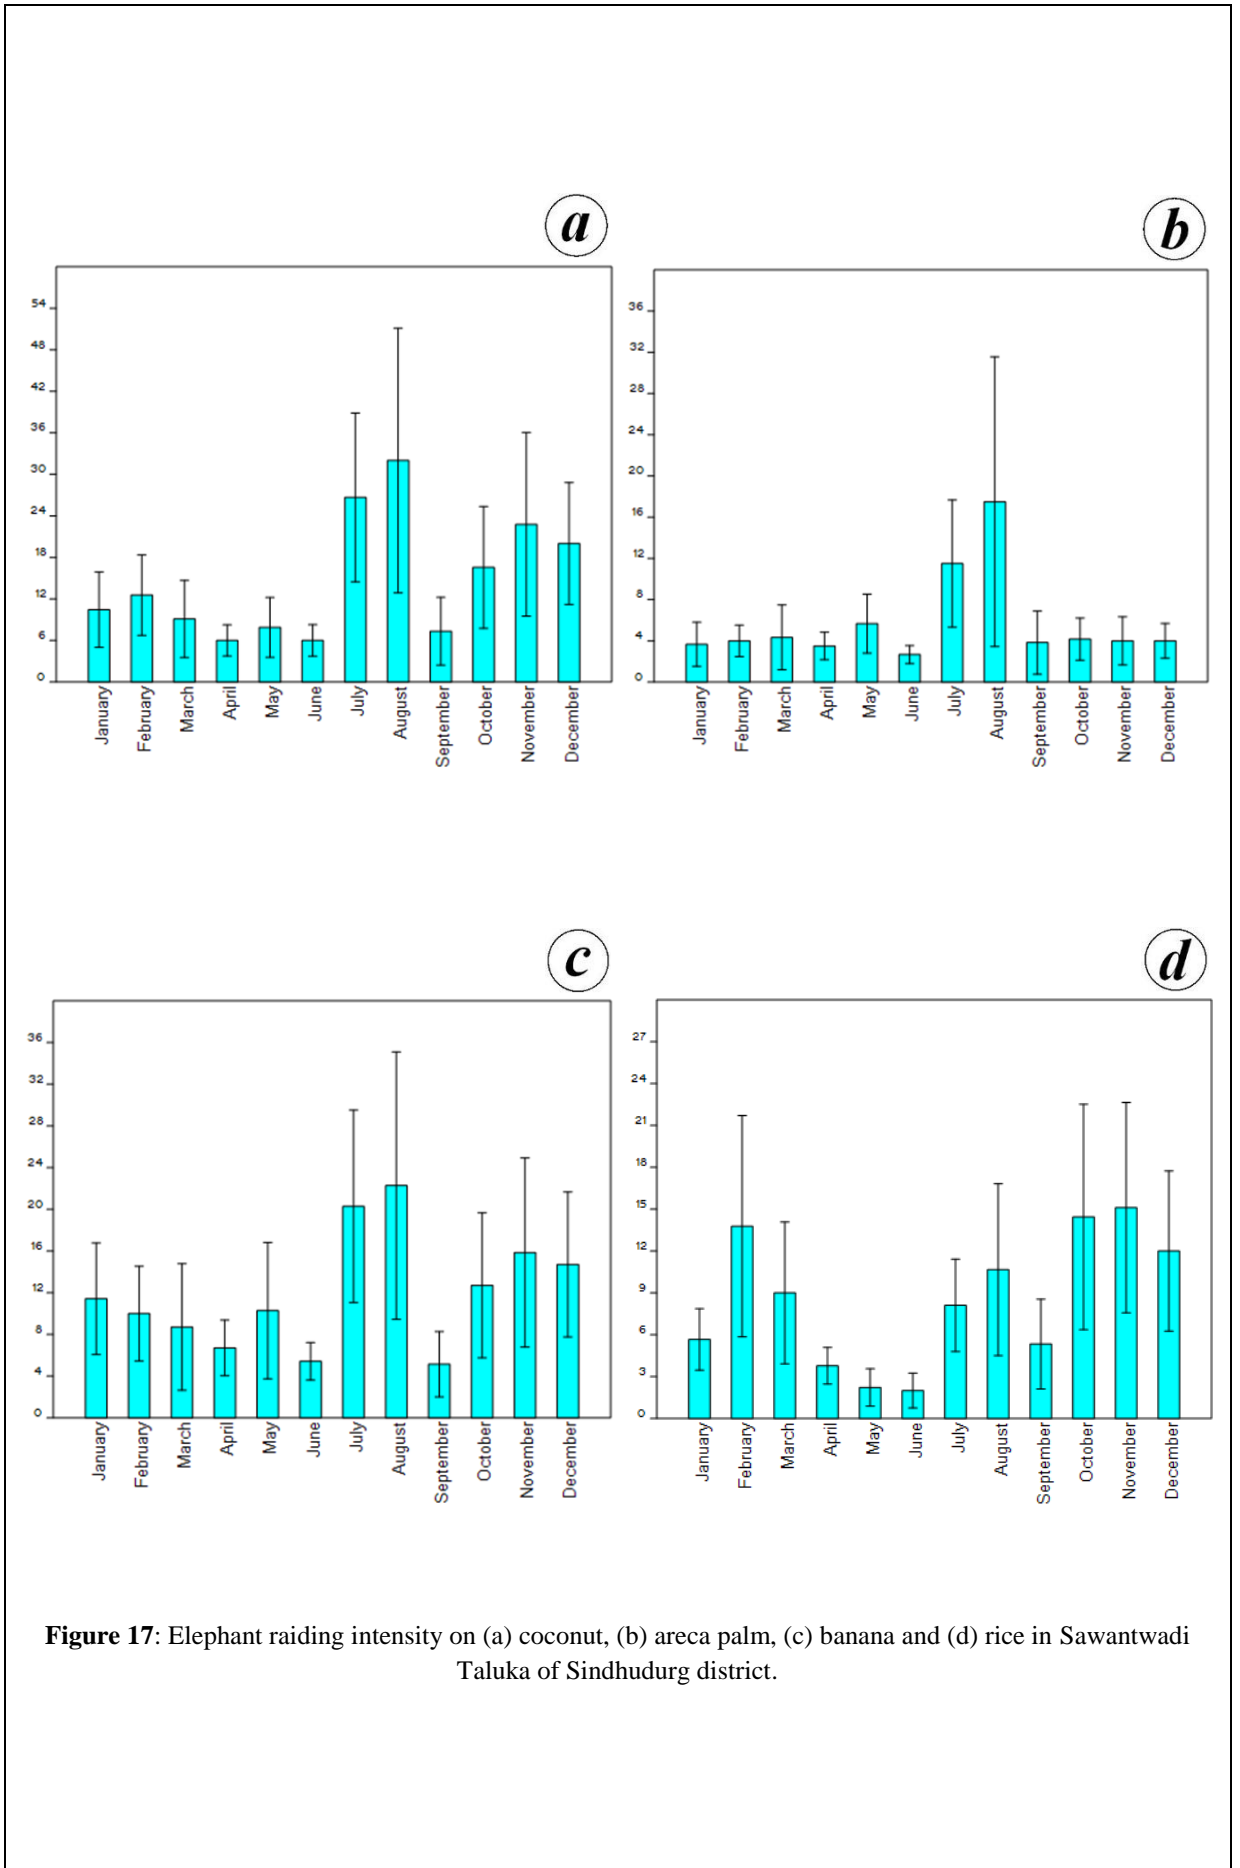 a
54
48
42
36
30
24
18
12
6
0
January
February
March
April
May
June
July
August
September
October
November
December
b
36
32
28
24
20
16
12
8
4
0
January
February
March
April
May
June
July
August
September
October
November
December
c
36
32
28
24
20
16
12
8
4
0
January
February
March
April
May
June
July
August
September
October
November
December
d
27
24
21
18
15
12
9
6
3
0
January
February
March
April
May
June
July
August
September
October
November
December
Figure 17: Elephant raiding intensity on (a) coconut, (b) areca palm, (c) banana and (d) rice in Sawantwadi
Taluka of Sindhudurg district.